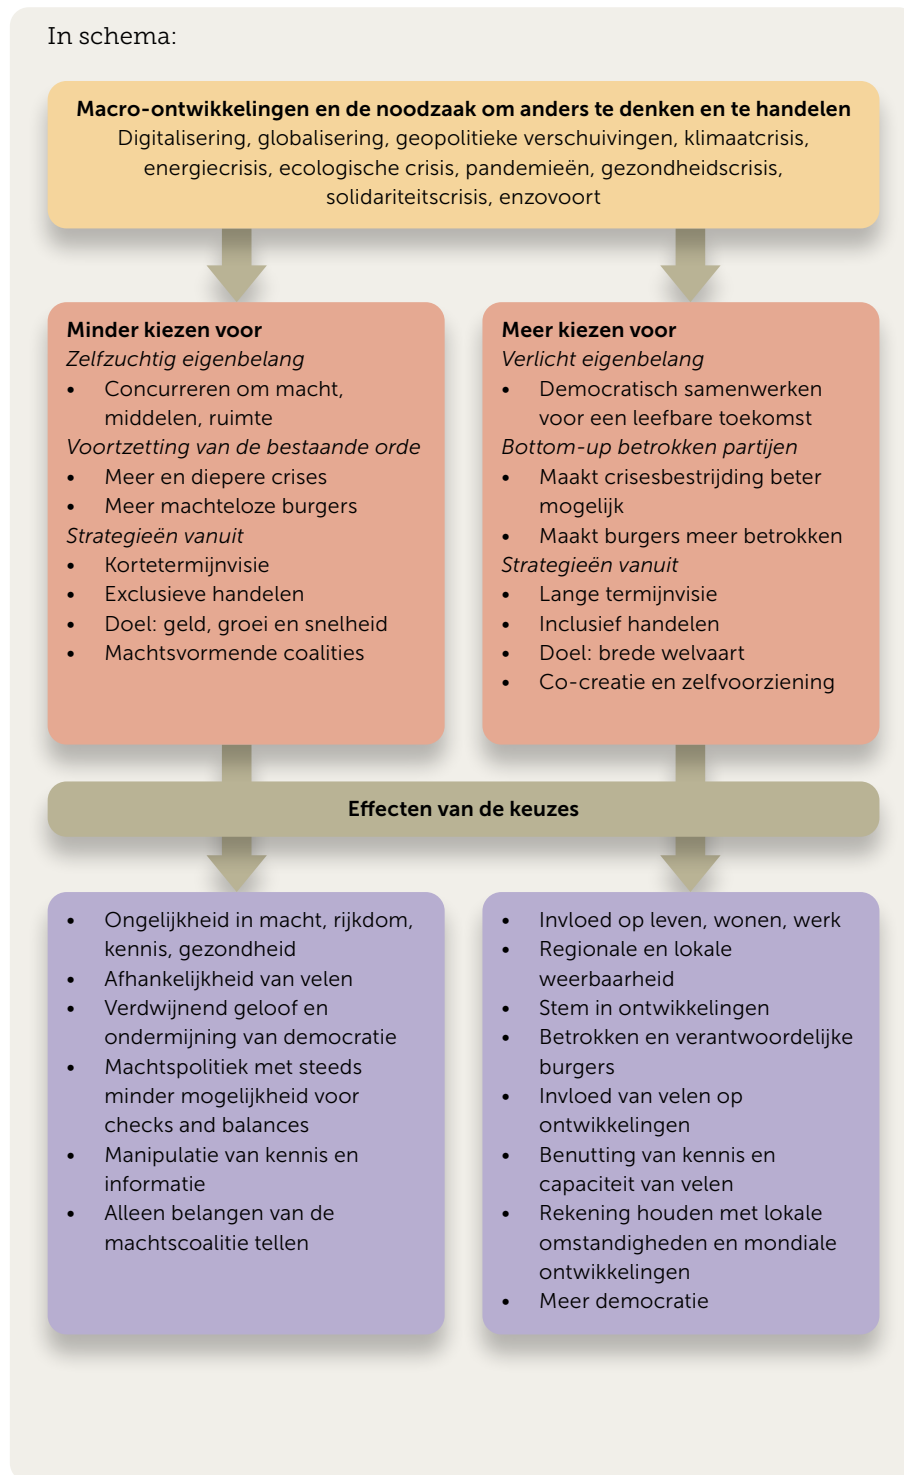 In schema:
Macro-ontwikkelingen en de noodzaak om anders te denken en te handelen
Digitalisering, globalisering, geopolitieke verschuivingen, klimaatcrisis,
energiecrisis, ecologische crisis, pandemieën, gezondheidscrisis,
solidariteitscrisis, enzovoort
Minder kiezen voor
Zelfzuchtig eigenbelang
• Concurreren om macht,
middelen, ruimte
Voortzetting van de bestaande orde
• Meer en diepere crises
• Meer machteloze burgers
Strategieën vanuit
• Kortetermijnvisie
• Exclusieve handelen
• Doel: geld, groei en snelheid
• Machtsvormende coalities
Meer kiezen voor
Verlicht eigenbelang
• Democratisch samenwerken
voor een leefbare toekomst
Bottom-up betrokken partijen
• Maakt crisesbestrijding beter
mogelijk
• Maakt burgers meer betrokken
Strategieën vanuit
• Lange termijnvisie
• Inclusief handelen
• Doel: brede welvaart
• Co-creatie en zelfvoorziening
Effecten van de keuzes
• Ongelijkheid in macht, rijkdom,
kennis, gezondheid
• Afhankelijkheid van velen
• Verdwijnend geloof en
ondermijning van democratie
• Machtspolitiek met steeds
minder mogelijkheid voor
checks and balances
• Manipulatie van kennis en
informatie
• Alleen belangen van de
machtscoalitie tellen
• Invloed op leven, wonen, werk
• Regionale en lokale
weerbaarheid
• Stem in ontwikkelingen
• Betrokken en verantwoordelijke
burgers
• Invloed van velen op
ontwikkelingen
• Benutting van kennis en
capaciteit van velen
• Rekening houden met lokale
omstandigheden en mondiale
ontwikkelingen
• Meer democratie